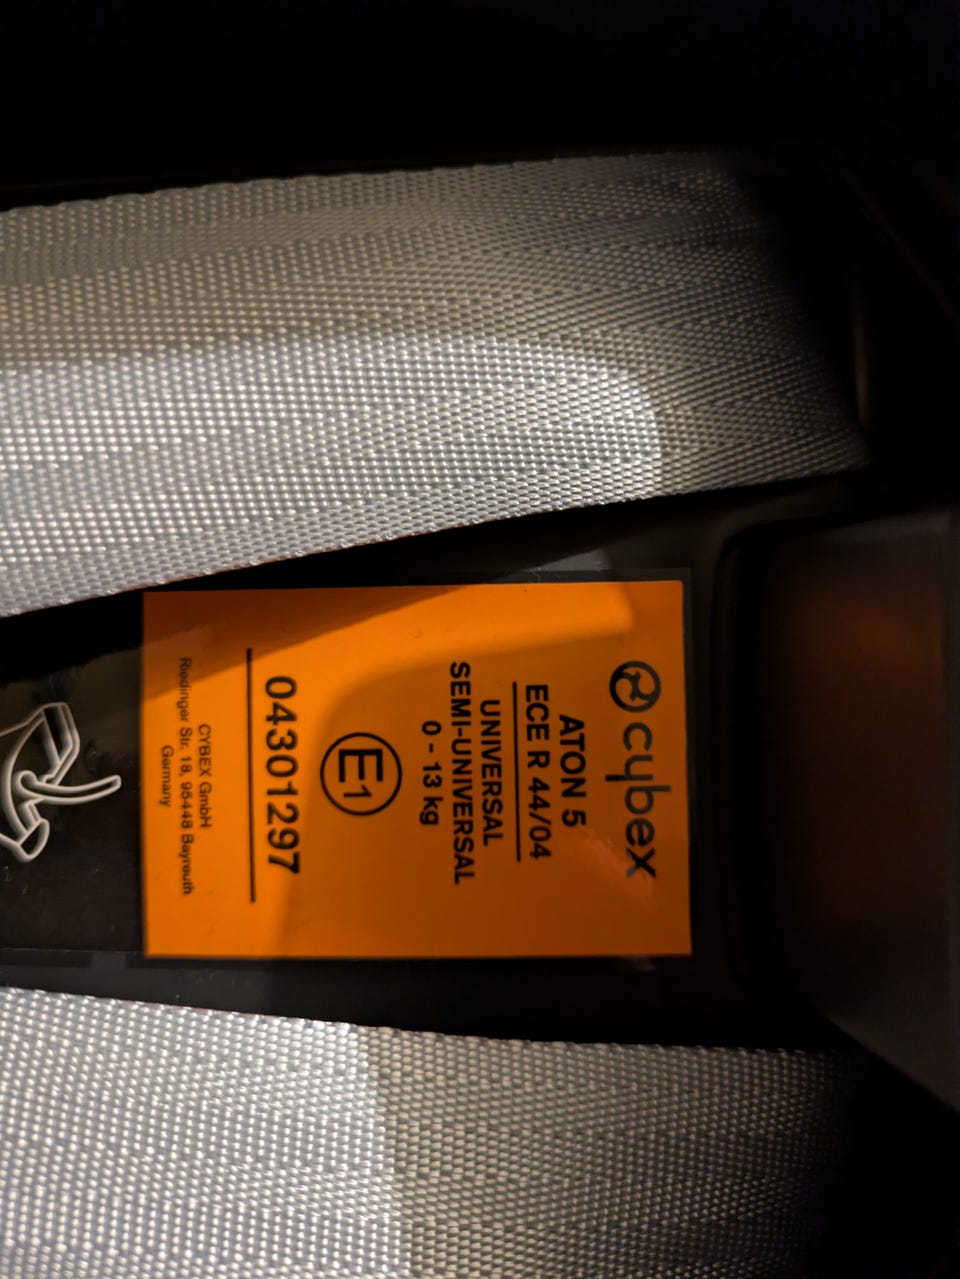 cybex
ATON 5
ECE R 44/04
UNIVERSAL
SEMI-UNIVERSAL
0 - 13 kg
E1
04301297
CYBEX GmbH
Riedinger Str. 18, 95448 Bayreuth
Germany